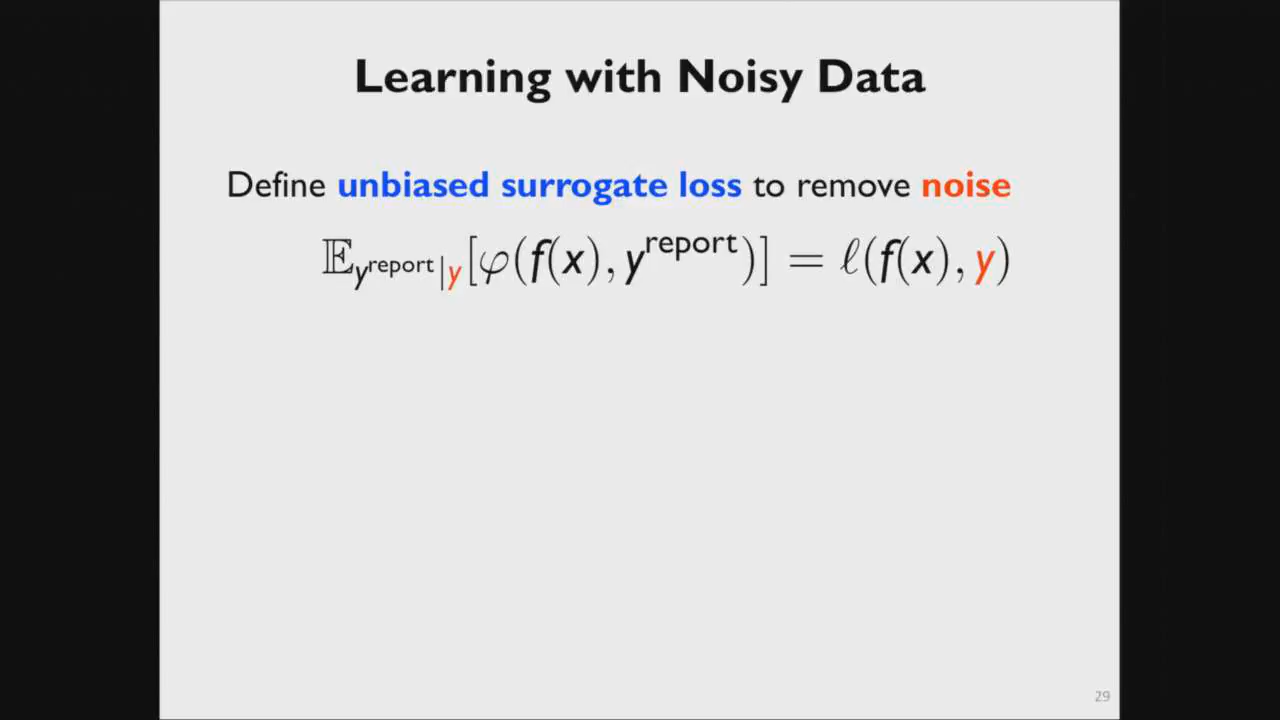 Learning with Noisy Data
Define unbiased surrogate loss to remove noise
𝔼_{y^{report}|y}[φ(f(x), y^{report})] = ℓ(f(x), y)
29